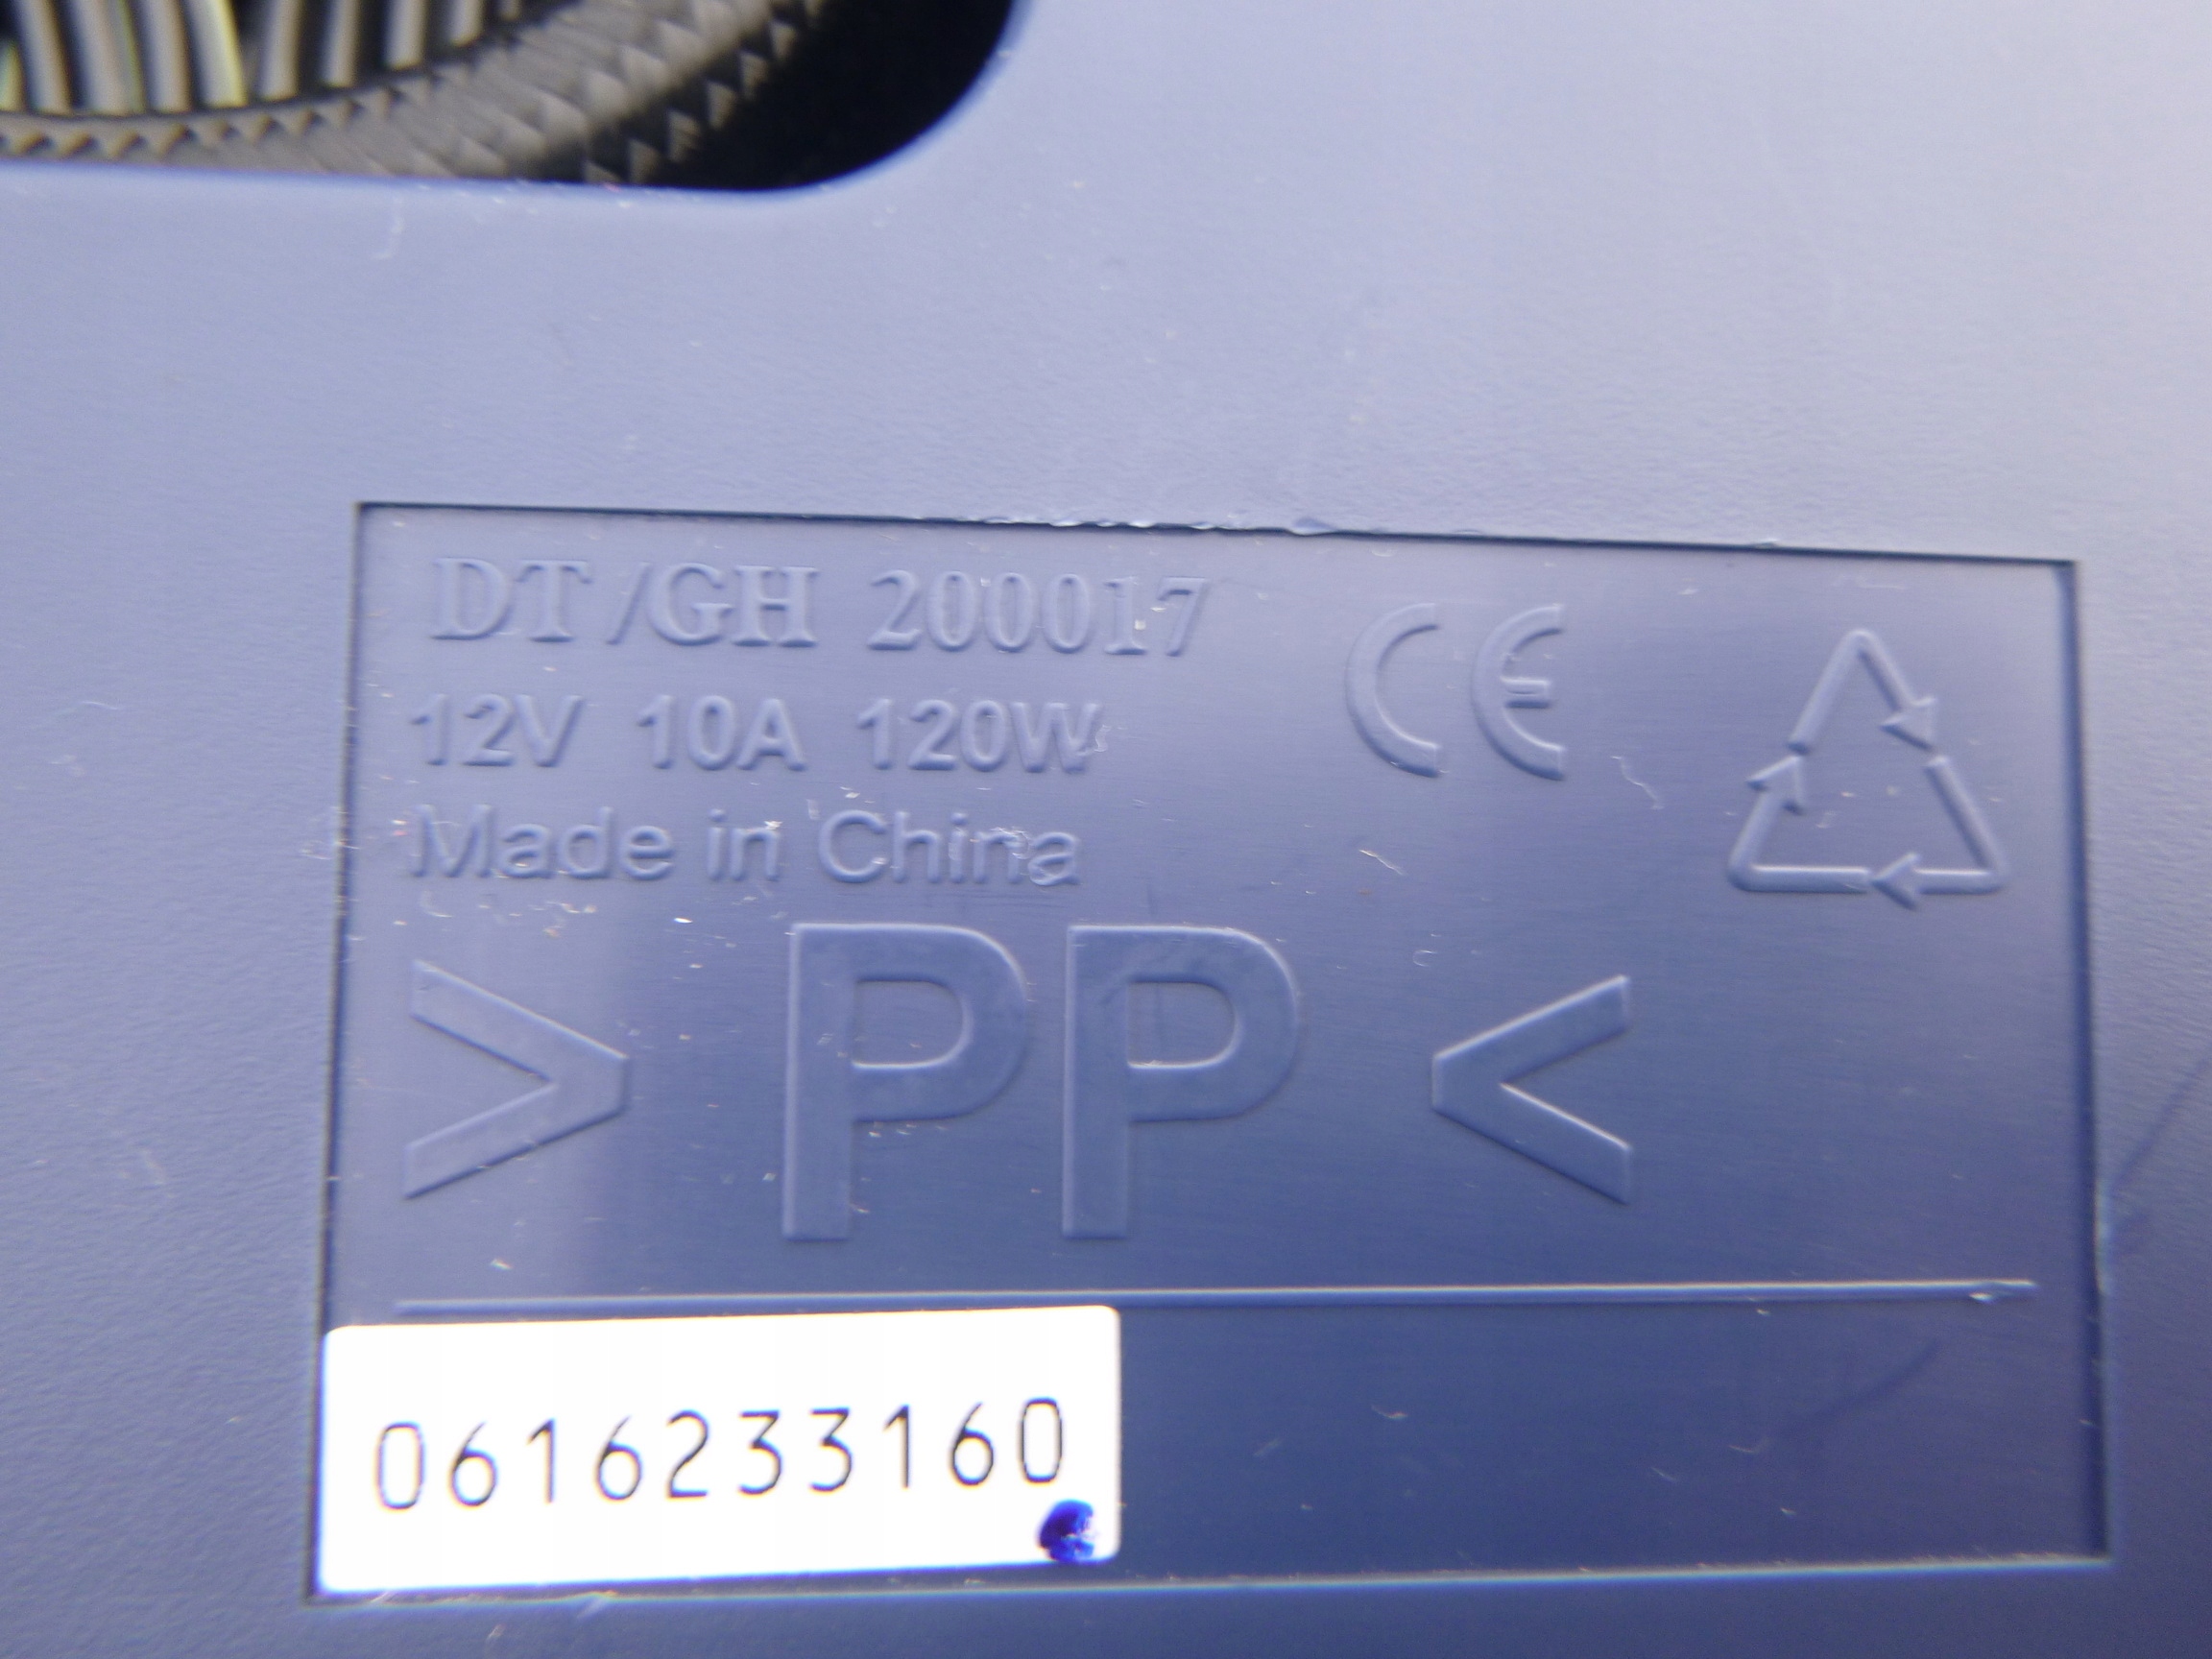 DT/GH 200017
12V 10A 120W
CE
Made in China
>PP<
0616233160